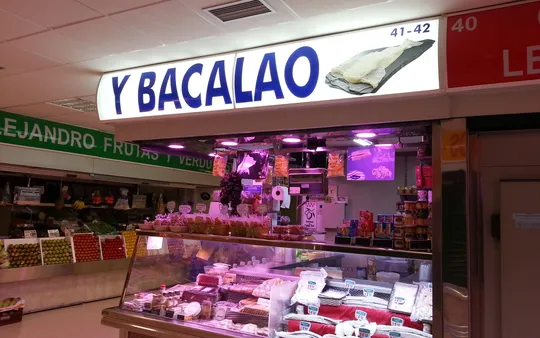 Y BACALAO
41-42
40
LE
LEJANDRO FRUTAS Y VERDU